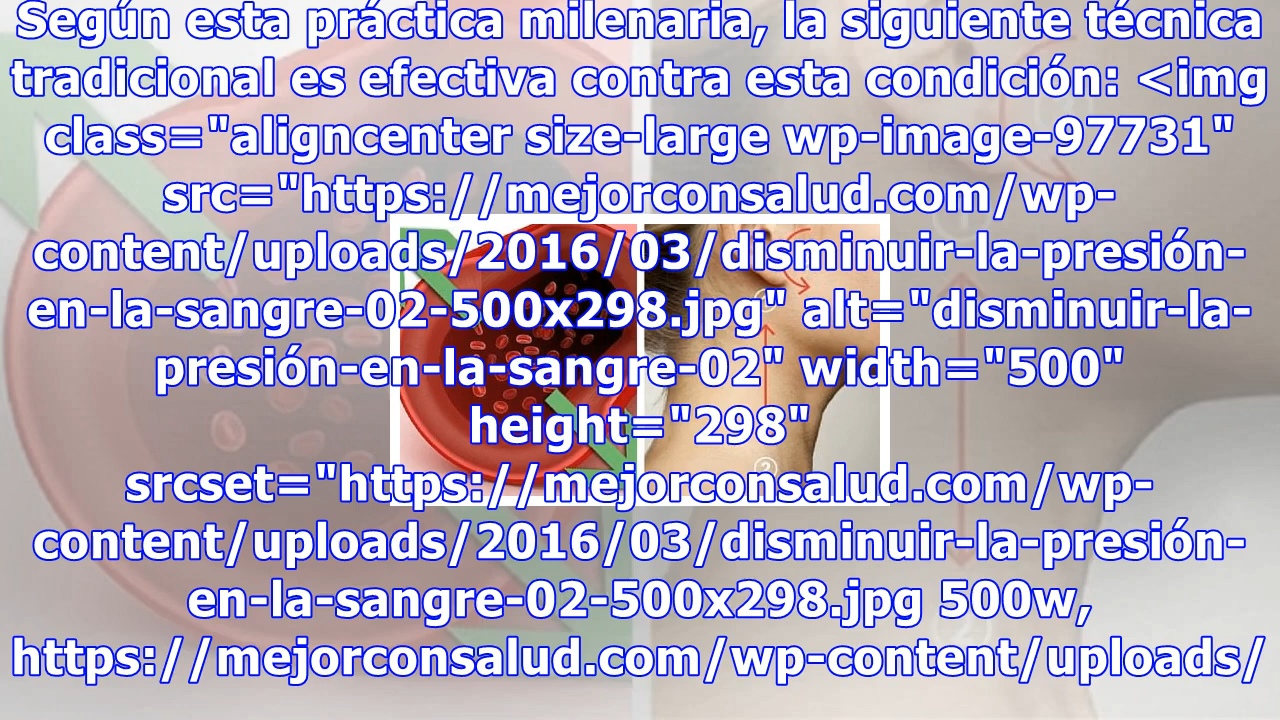 Según esta práctica milenaria, la siguiente técnica
tradicional es efectiva contra esta condición: <img
class="aligncenter size-large wp-image-97731"
src="https://mejorconsalud.com/wp-
content/uploads/2016/03/disminuir-la-presión-
en-la-sangre-02-500x298.jpg" alt="disminuir-la-
presión-en-la-sangre-02" width="500"
height="298"
srcset="https://mejorconsalud.com/wp-
content/uploads/2016/03/disminuir-la-presión-
en-la-sangre-02-500x298.jpg 500w,
https://mejorconsalud.com/wp-content/uploads/
2